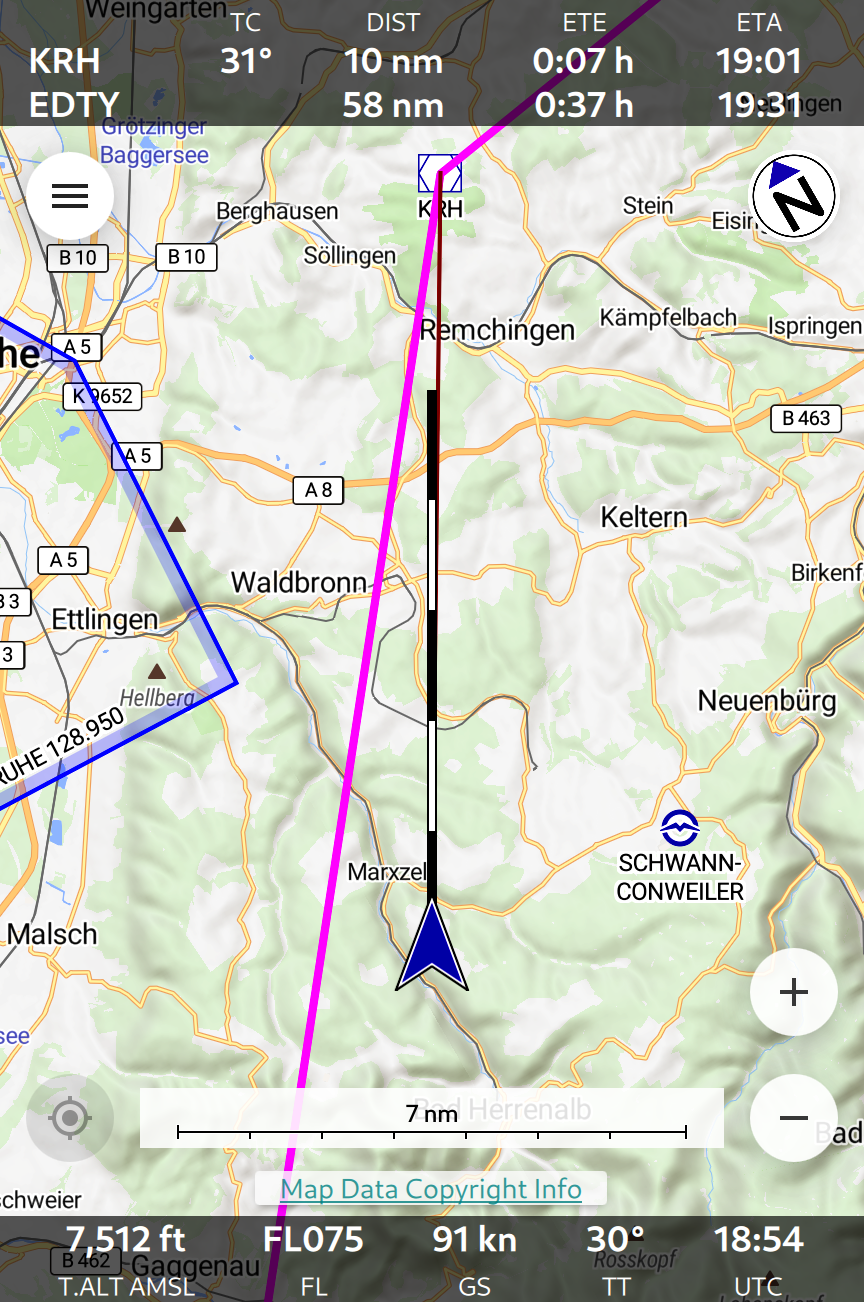 Weingarten
TC DIST ETE ETA
KRH 31° 10 nm 0:07 h 19:01
EDTY 58 nm 0:37 h 19:31
Grötzinger
Baggersee
KRH
N
Berghausen
Stein
Söllingen
B 10
B 10
Remchingen
Kämpfelbach
Ispringen
he
A 5
K 9652
B 463
A 5
A 8
Keltern
A 5
Birkenf
Waldbronn
B 3
Ettlingen
3
Hellberg
Neuenbürg
RUHE 128.950
SCHWANN-
CONWEILER
Marxzel
Malsch
+
see
7 nm
Bad Herrenalb
−
Bad
Map Data Copyright Info
schweier
7,512 ft FL075 91 kn 30° 18:54
B 462
Gaggenau
Rosskopf
T.ALT AMSL FL GS TT UTC